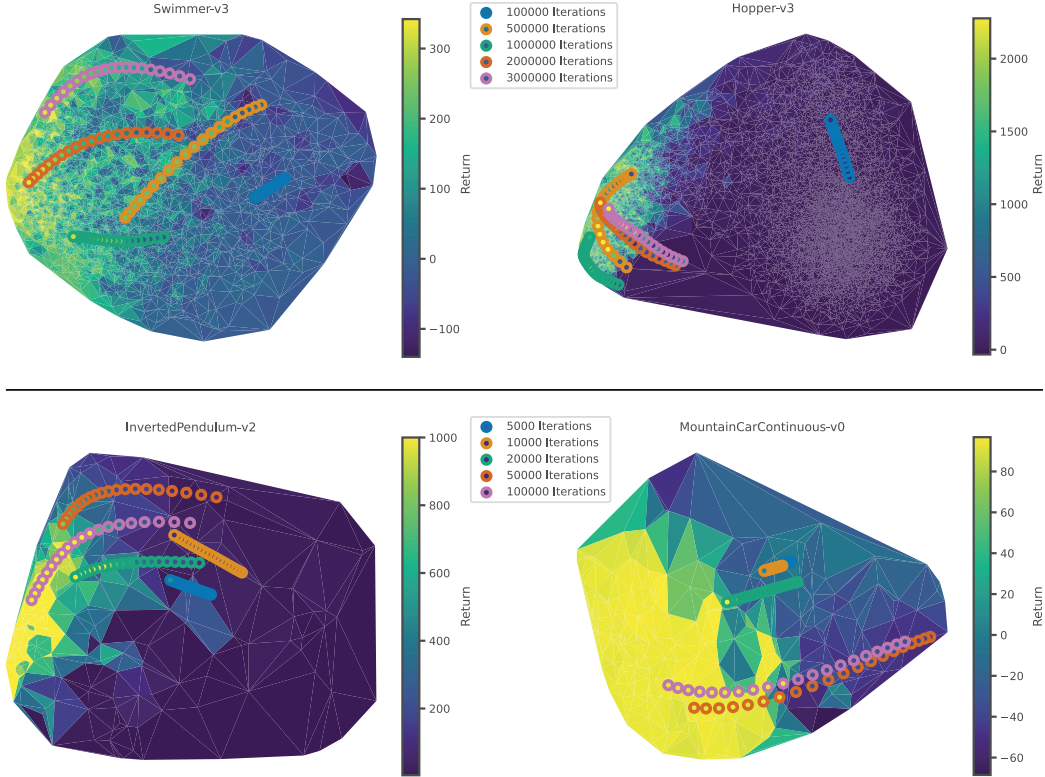 Swimmer-v3
300
200
100
0
−100
Return
100000 Iterations
500000 Iterations
1000000 Iterations
2000000 Iterations
3000000 Iterations
Hopper-v3
2000
1500
1000
500
0
Return
InvertedPendulum-v2
1000
800
600
400
200
Return
5000 Iterations
10000 Iterations
20000 Iterations
50000 Iterations
100000 Iterations
MountainCarContinuous-v0
80
60
40
20
0
−20
−40
−60
Return